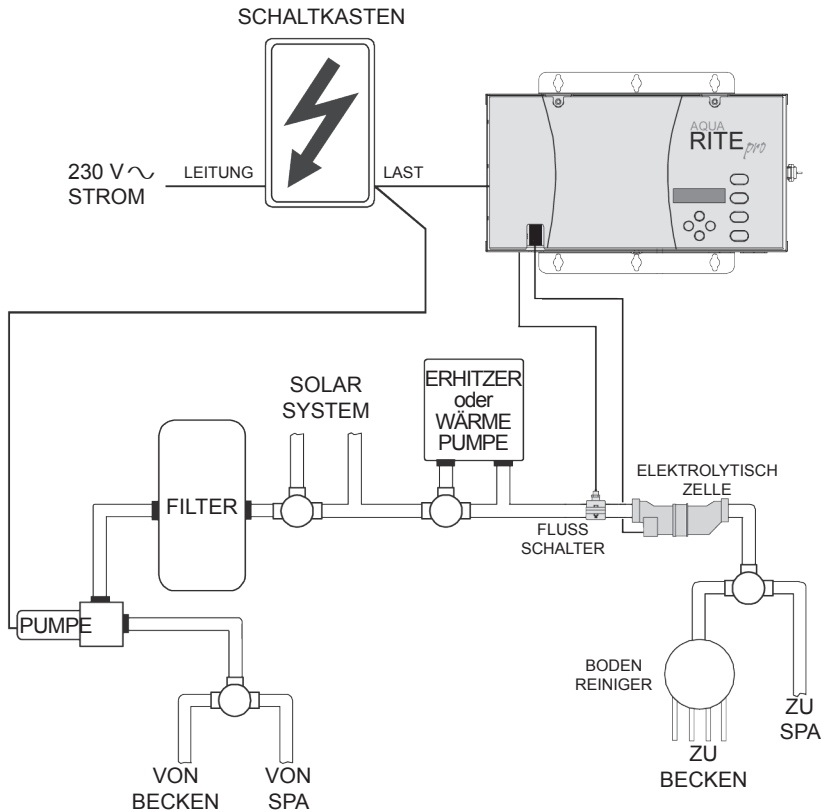 SCHALTKASTEN
AQUA
RITE pro
230 V ~
STROM
LEITUNG
LAST
SOLAR
SYSTEM
ERHITZER
oder
WÄRME
PUMPE
FILTER
ELEKTROLYTISCH
ZELLE
FLUSS
SCHALTER
PUMPE
BODEN
REINIGER
ZU
SPA
ZU
BECKEN
VON
BECKEN
VON
SPA